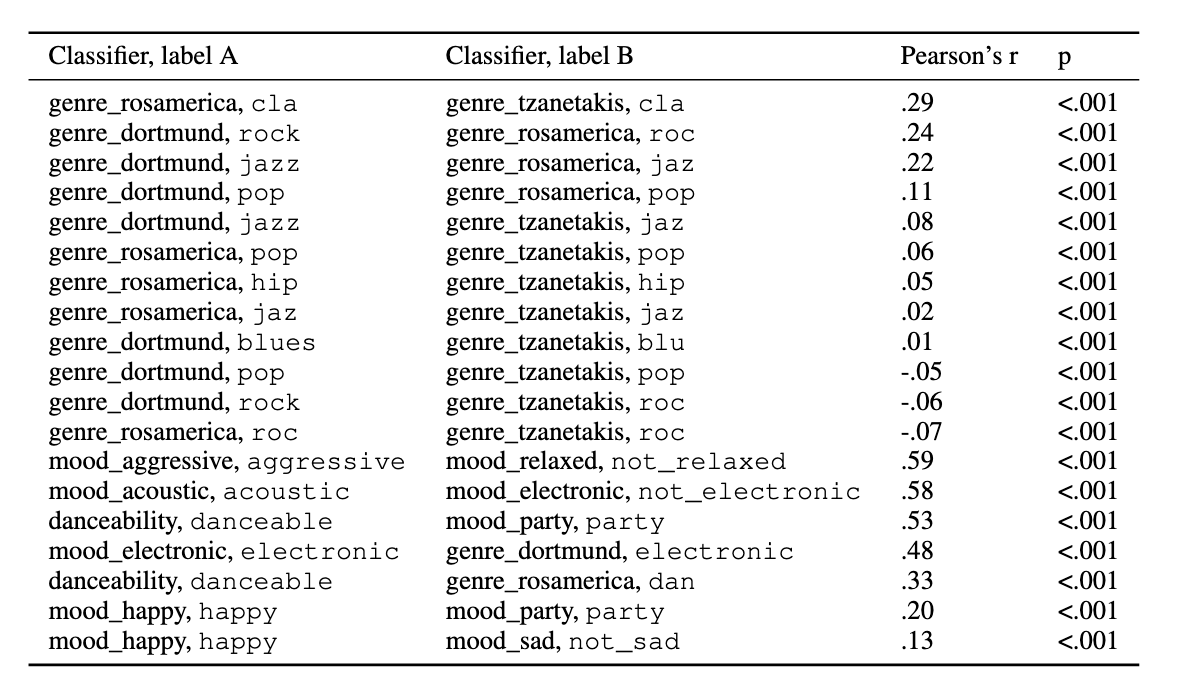 Classifier, label A Classifier, label B Pearson's r p
genre_rosamerica, cla genre_tzanetakis, cla .29 <.001
genre_dortmund, rock genre_rosamerica, roc .24 <.001
genre_dortmund, jazz genre_rosamerica, jaz .22 <.001
genre_dortmund, pop genre_rosamerica, pop .11 <.001
genre_dortmund, jazz genre_tzanetakis, jaz .08 <.001
genre_rosamerica, pop genre_tzanetakis, pop .06 <.001
genre_rosamerica, hip genre_tzanetakis, hip .05 <.001
genre_rosamerica, jaz genre_tzanetakis, jaz .02 <.001
genre_dortmund, blues genre_tzanetakis, blu .01 <.001
genre_dortmund, pop genre_tzanetakis, pop -.05 <.001
genre_dortmund, rock genre_tzanetakis, roc -.06 <.001
genre_rosamerica, roc genre_tzanetakis, roc -.07 <.001
mood_aggressive, aggressive mood_relaxed, not_relaxed .59 <.001
mood_acoustic, acoustic mood_electronic, not_electronic .58 <.001
danceability, danceable mood_party, party .53 <.001
mood_electronic, electronic genre_dortmund, electronic .48 <.001
danceability, danceable genre_rosamerica, dan .33 <.001
mood_happy, happy mood_party, party .20 <.001
mood_happy, happy mood_sad, not_sad .13 <.001